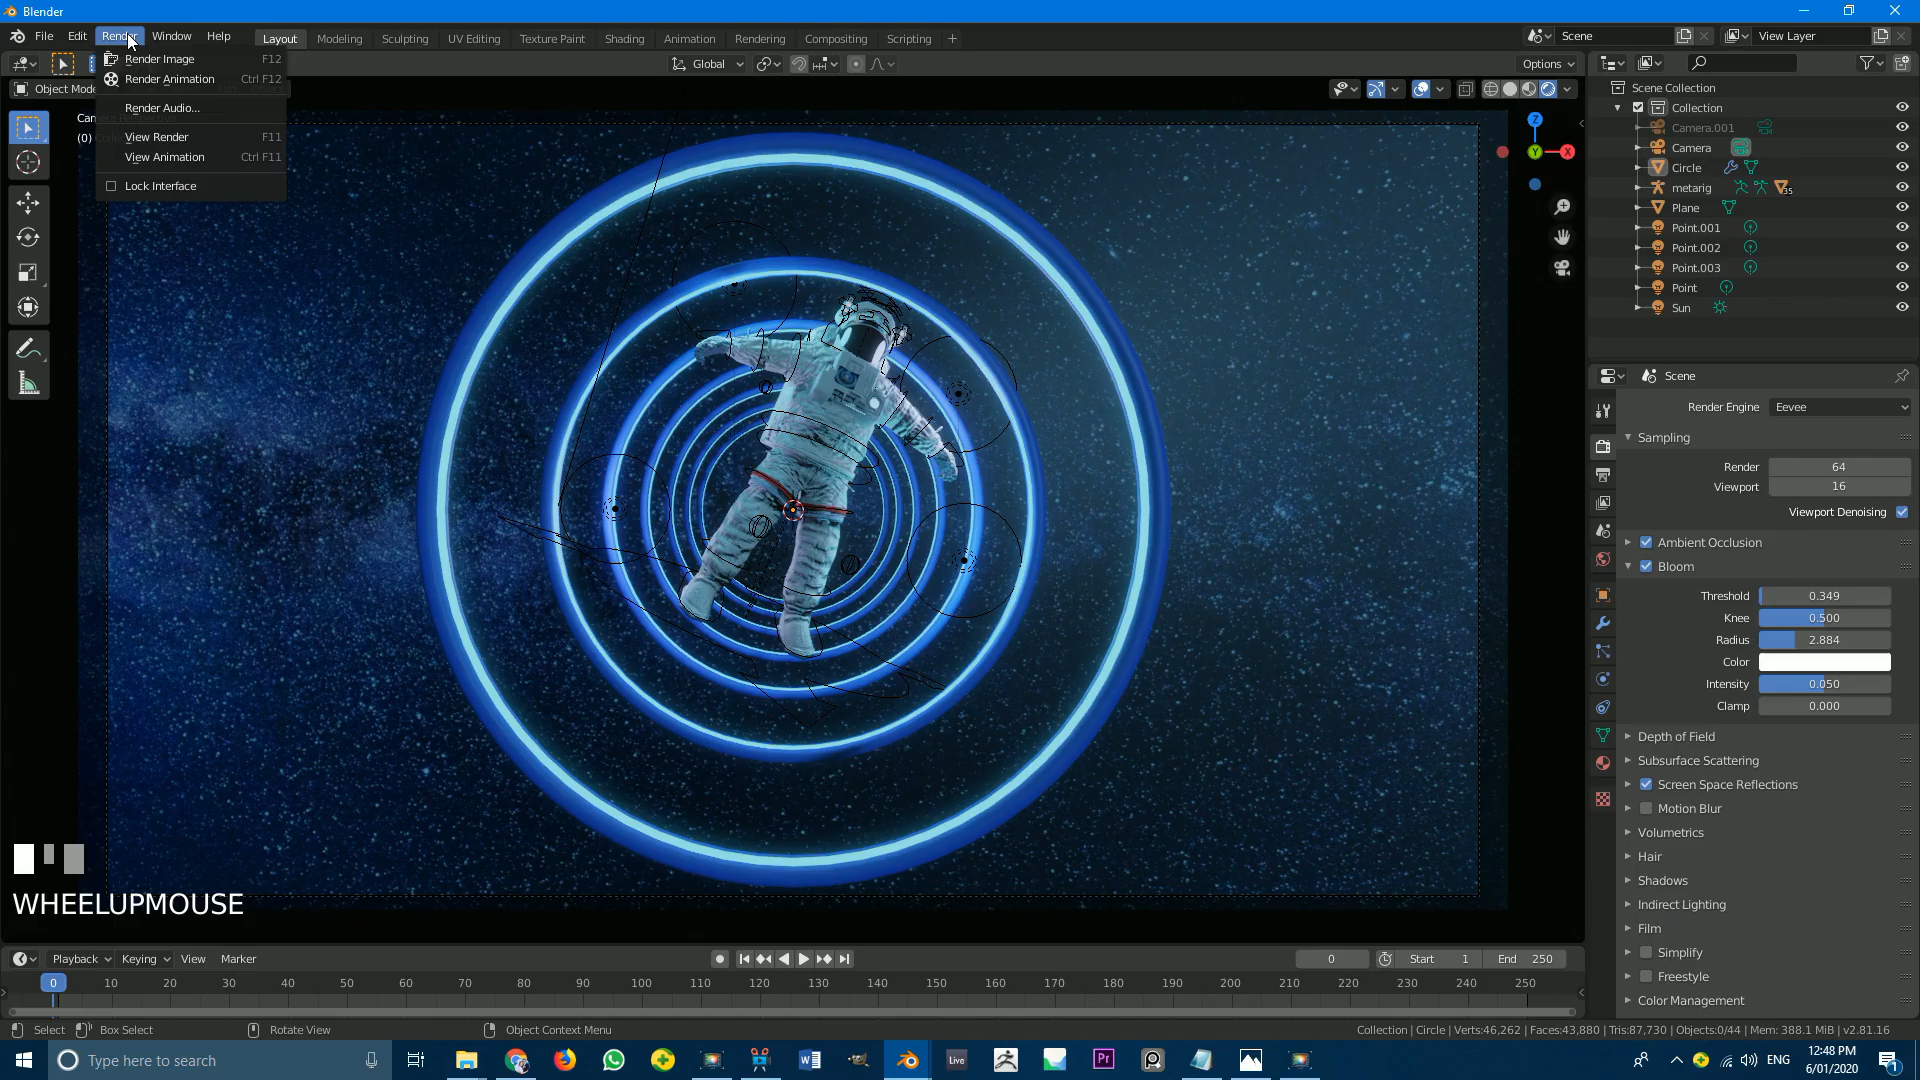 Blender
File Edit Render Window Help Layout Modeling Sculpting UV Editing Texture Paint Shading Animation Rendering Compositing Scripting + Scene View Layer
Render Image F12
Render Animation Ctrl F12
Render Audio...
View Render F11
View Animation Ctrl F11
Lock Interface
Global Options
Object Mode
(0)
Z
Y X
Scene Collection
Collection
Camera.001
Camera
Circle
metarig 35
Plane
Point.001
Point.002
Point.003
Point
Sun
Scene
Render Engine Eevee
Sampling
Render 64
Viewport 16
Viewport Denoising
Ambient Occlusion
Bloom
Threshold 0.349
Knee 0.500
Radius 2.884
Color
Intensity 0.050
Clamp 0.000
Depth of Field
Subsurface Scattering
Screen Space Reflections
Motion Blur
Volumetrics
Hair
Shadows
Indirect Lighting
Film
Simplify
Freestyle
Color Management
WHEELUPMOUSE
Playback Keying View Marker 0 Start 1 End 250
0 10 20 30 40 50 60 70 80 90 100 110 120 130 140 150 160 170 180 190 200 210 220 230 240 250
Select Box Select Rotate View Object Context Menu Collection | Circle | Verts:46,262 | Faces:43,880 | Tris:87,730 | Objects:0/44 | Mem: 388.1 MiB | v2.81.16
Type here to search Live Pr ENG 12:48 PM
6/01/2020
1